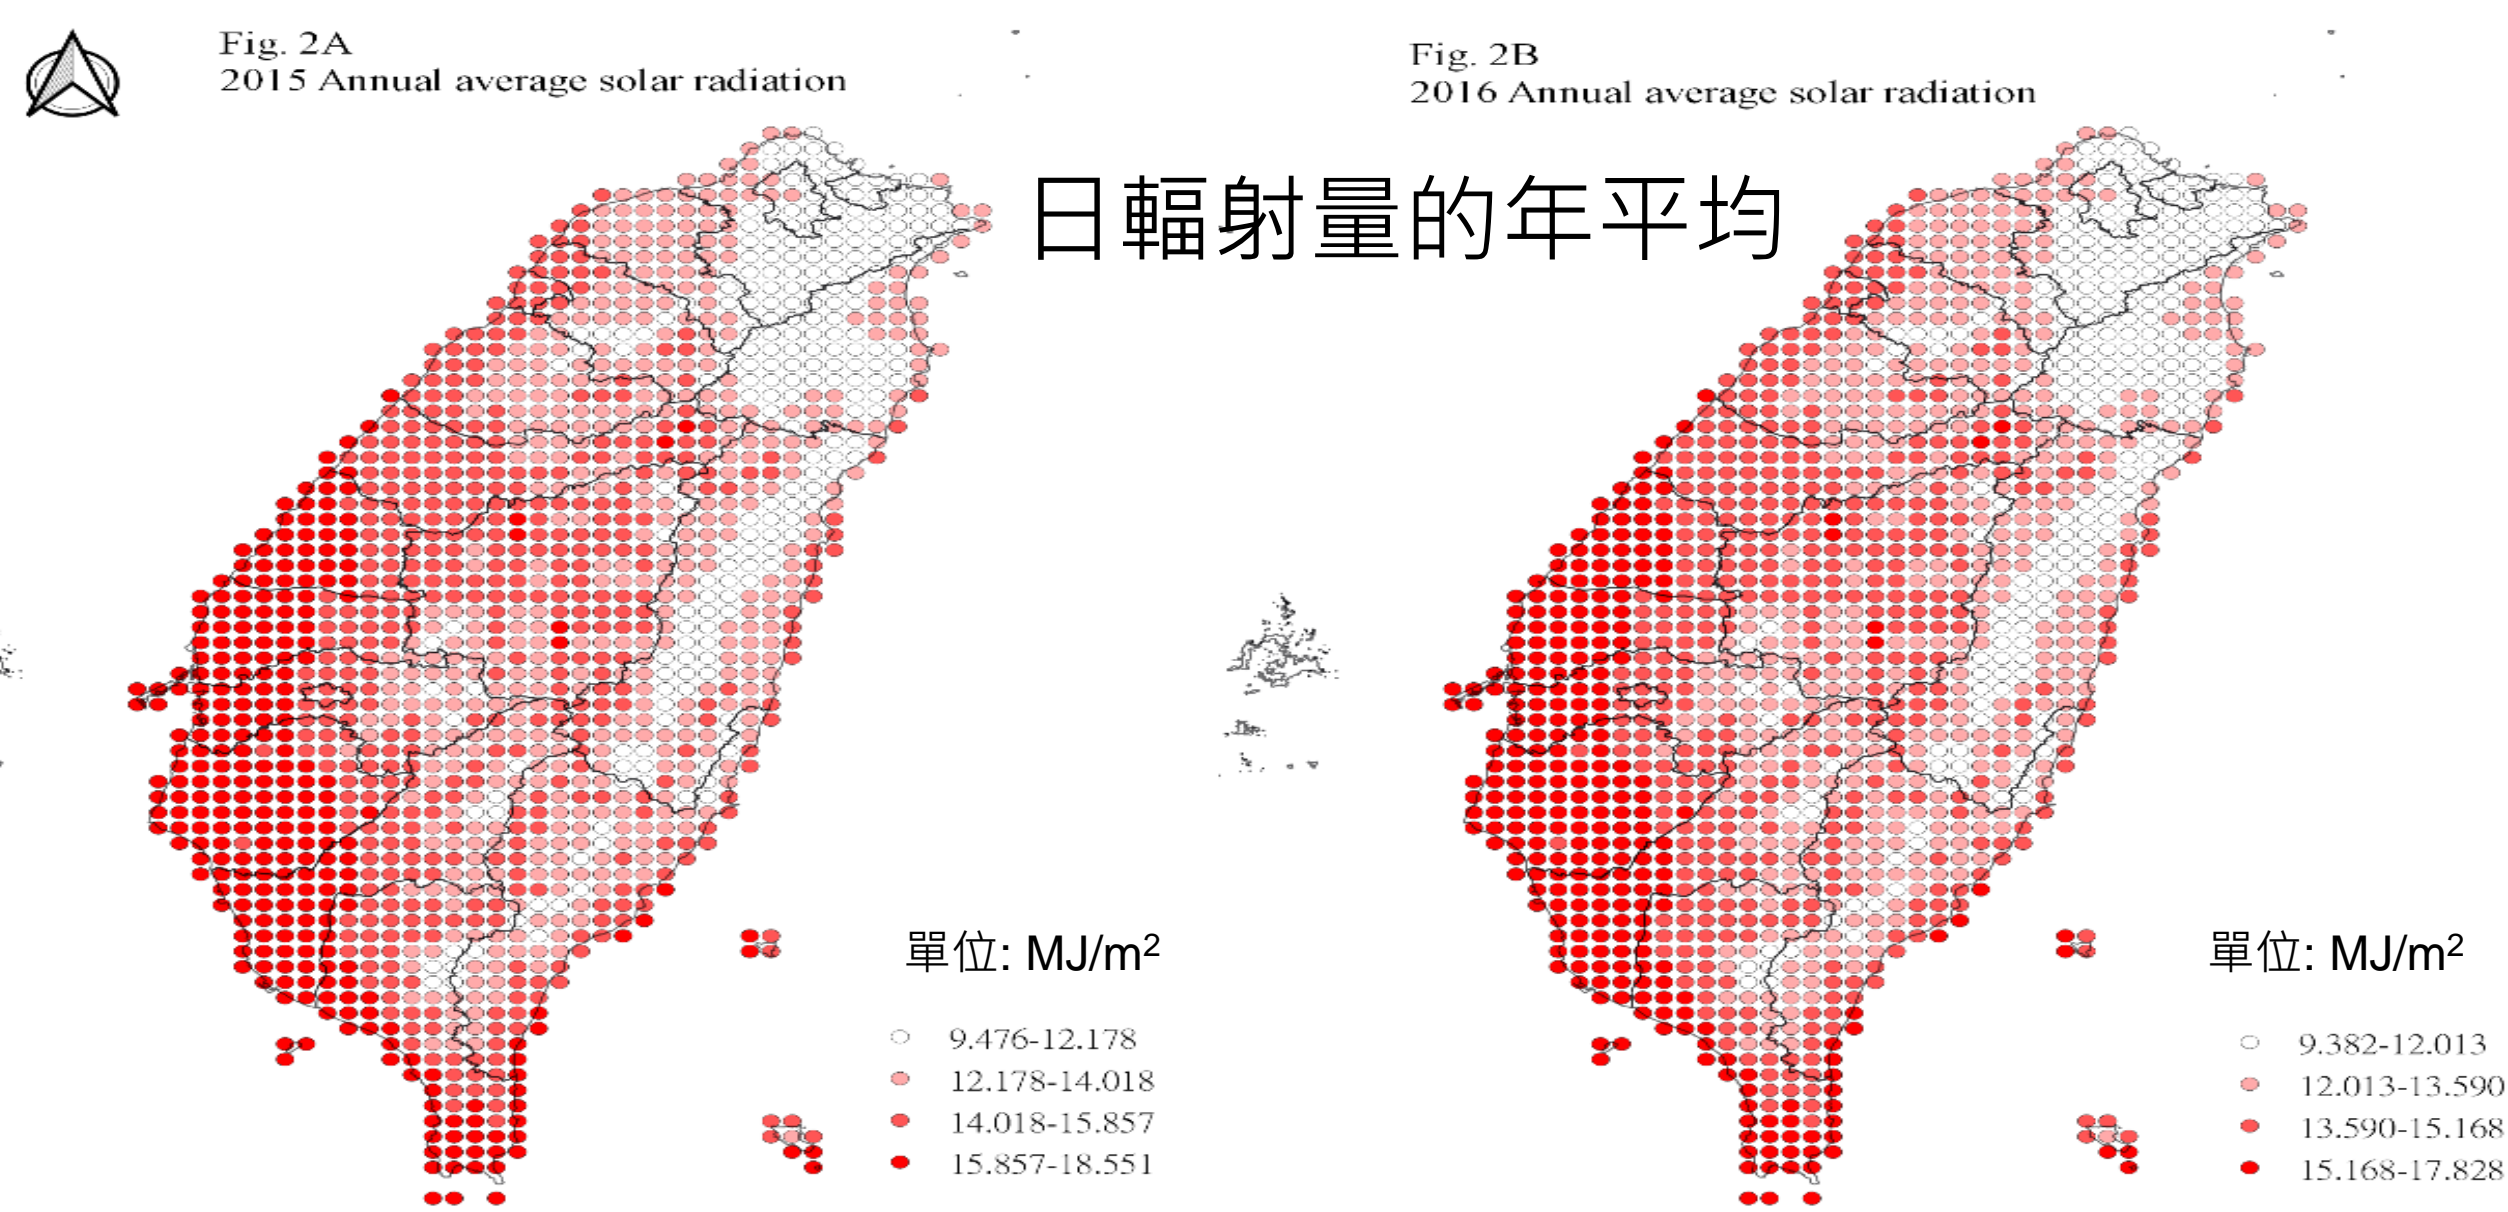 Fig. 2A
2015 Annual average solar radiation
Fig. 2B
2016 Annual average solar radiation
日輻射量的年平均
單位: MJ/m²
9.476-12.178
12.178-14.018
14.018-15.857
15.857-18.551
單位: MJ/m²
9.382-12.013
12.013-13.590
13.590-15.168
15.168-17.828